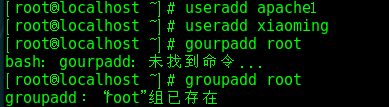 [root@localhost ~]# useradd apache1
[root@localhost ~]# useradd xiaoming
[root@localhost ~]# gourpadd root
bash: gourpadd: 未找到命令...
[root@localhost ~]# groupadd root
groupadd：“root”组已存在